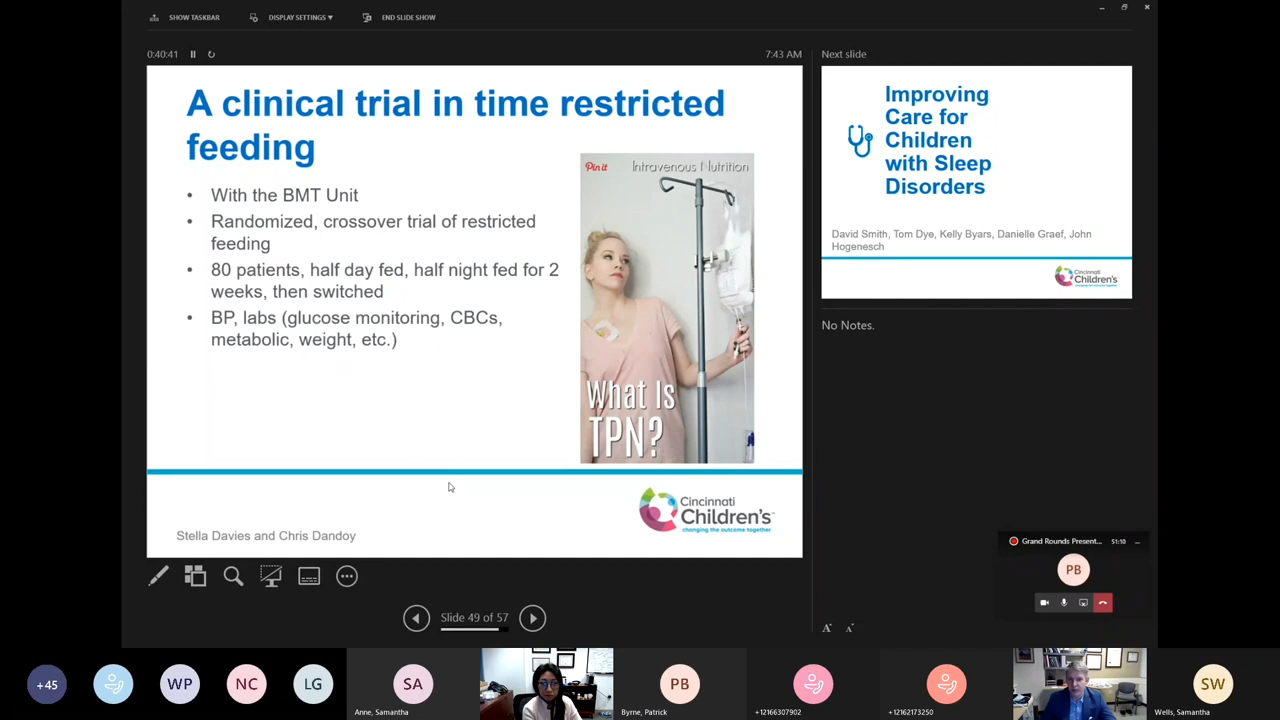 SHOW TASKBAR
DISPLAY SETTINGS ▾
END SLIDE SHOW
0:40:41
7:43 AM
A clinical trial in time restricted
feeding
• With the BMT Unit
• Randomized, crossover trial of restricted
feeding
• 80 patients, half day fed, half night fed for 2
weeks, then switched
• BP, labs (glucose monitoring, CBCs,
metabolic, weight, etc.)
Pin it
Intravenous Nutrition
What Is
TPN?
Stella Davies and Chris Dandoy
Cincinnati
Children's™
changing the outcome together
Slide 49 of 57
Next slide
Improving
Care for
Children
with Sleep
Disorders
David Smith, Tom Dye, Kelly Byars, Danielle Graef, John
Hogenesch
Cincinnati
Children's
changing the outcome together
No Notes.
Grand Rounds Present...
51:10
PB
A
A
+45
WP
NC
LG
SA
Anne, Samantha
PB
Byrne, Patrick
+12166307902
+12162173250
SW
Wells, Samantha